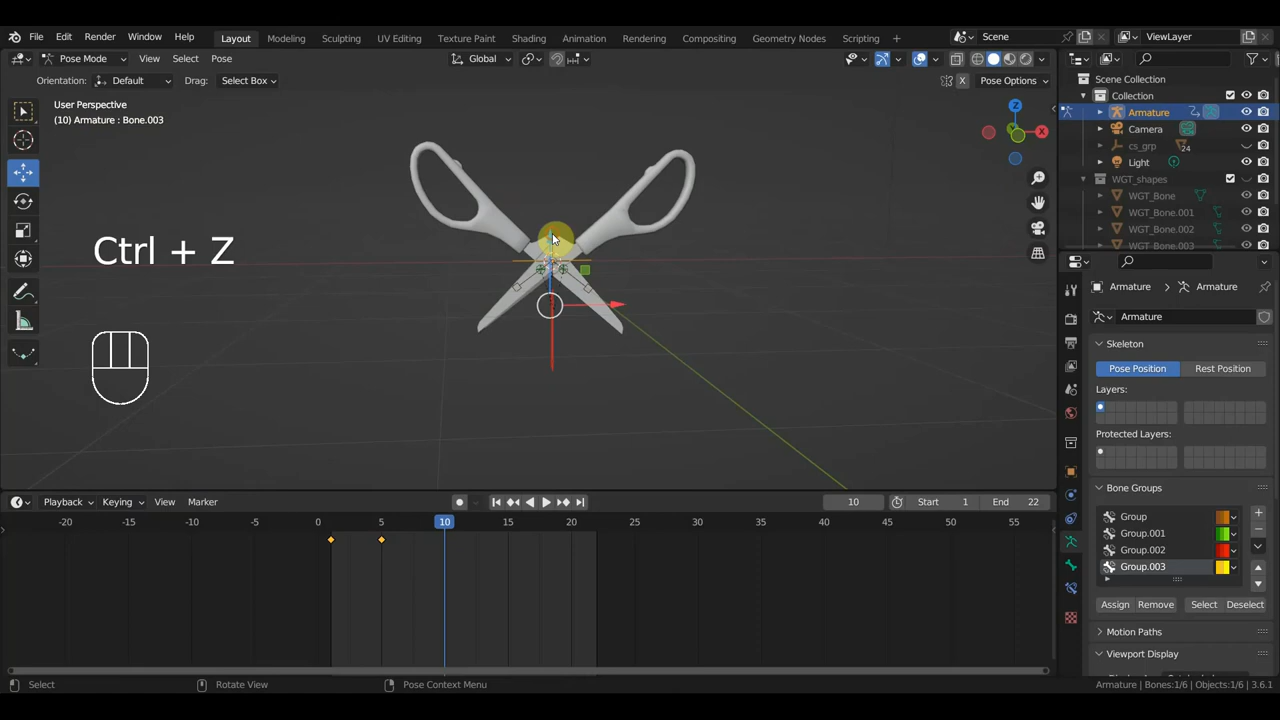 File Edit Render Window Help Layout Modeling Sculpting UV Editing Texture Paint Shading Animation Rendering Compositing Geometry Nodes Scripting + Scene ViewLayer
Pose Mode View Select Pose Global
Orientation: Default Drag: Select Box X Pose Options
User Perspective
(10) Armature : Bone.003
Z
X
Ctrl + Z
Scene Collection
Collection
Armature
Camera
cs_grp 24
Light
WGT_shapes
WGT_Bone
WGT_Bone.001
WGT_Bone.002
WGT_Bone.003
Armature Armature
Armature
Skeleton
Pose Position Rest Position
Layers:
Protected Layers:
Bone Groups
Group
Group.001
Group.002
Group.003
Assign Remove Select Deselect
Motion Paths
Viewport Display
Playback Keying View Marker 10 Start 1 End 22
-20 -15 -10 -5 0 5 10 15 20 25 30 35 40 45 50 55
Select Rotate View Pose Context Menu Armature | Bones:1/6 | Objects:1/6 | 3.6.1